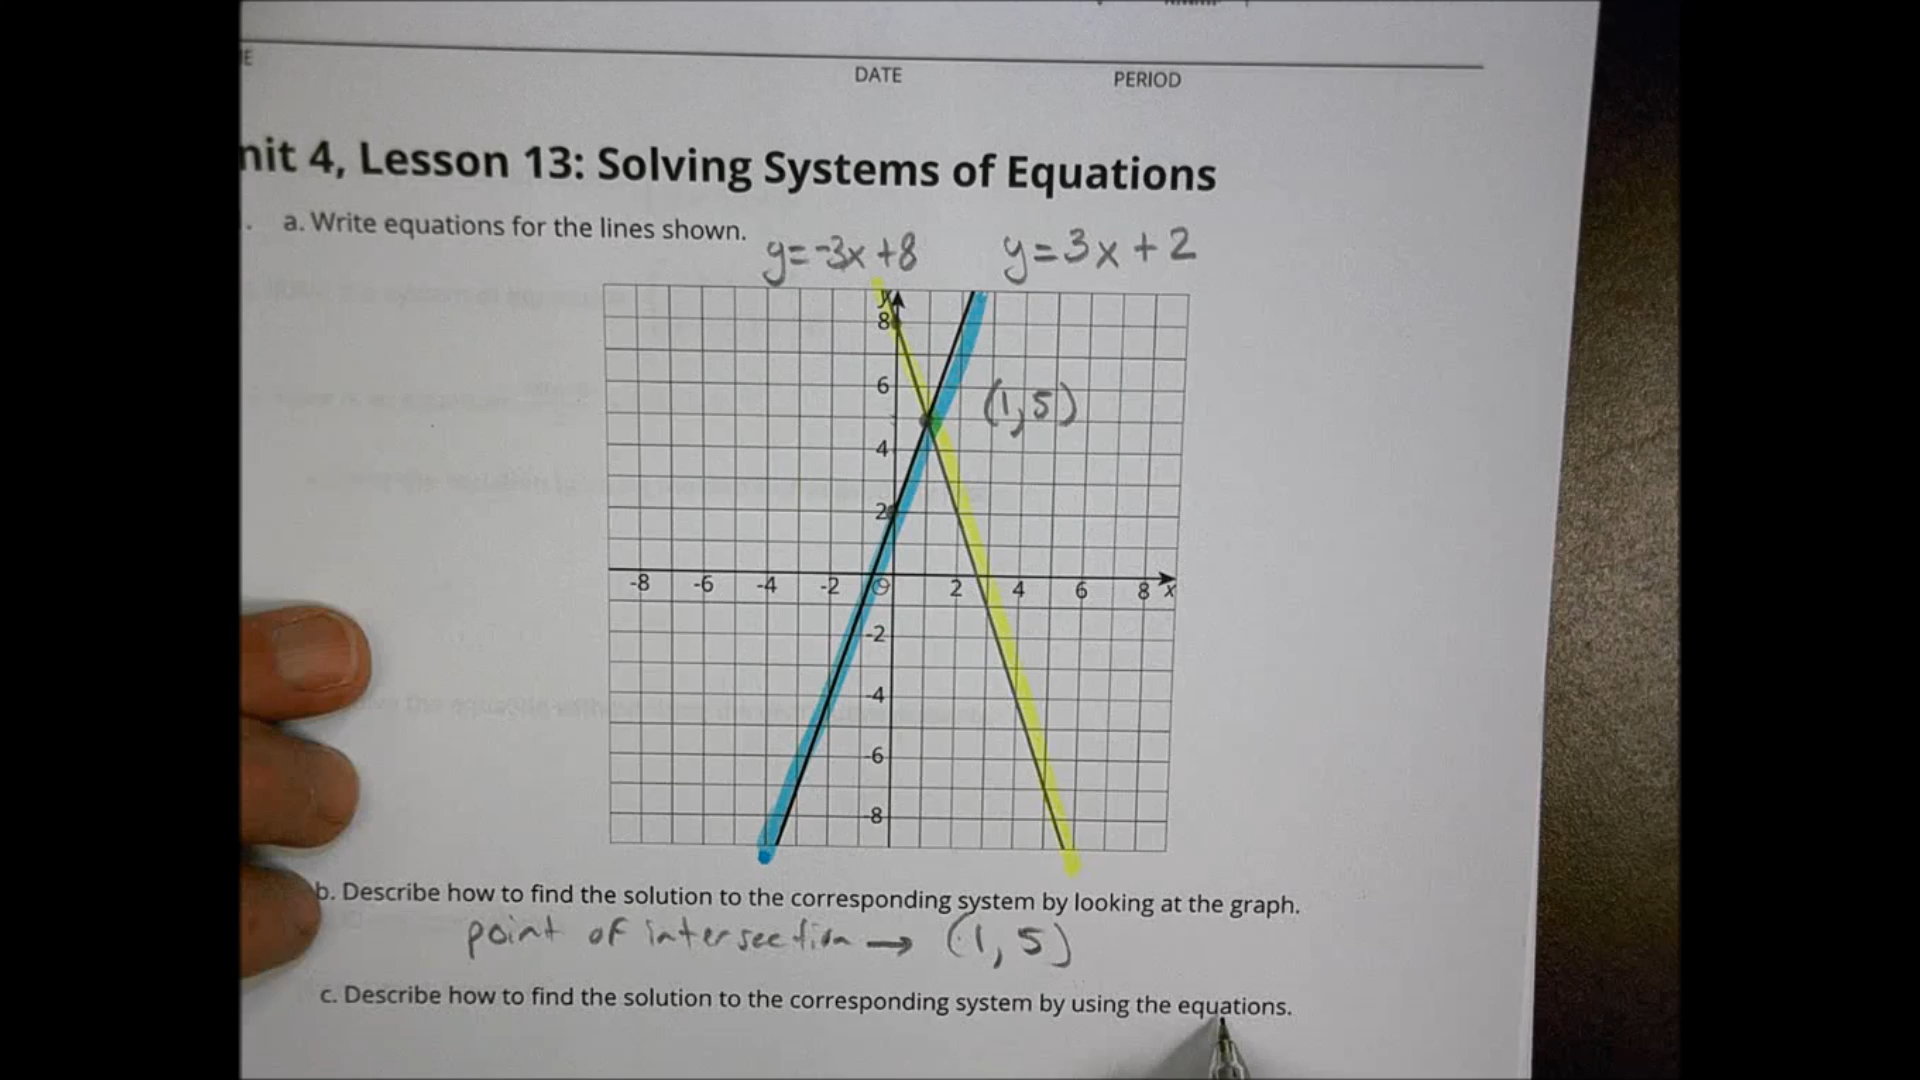 E
DATE PERIOD
nit 4, Lesson 13: Solving Systems of Equations
. a. Write equations for the lines shown.
y=-3x+8 y=3x+2
y
8
6
(1,5)
4
2
-8 -6 -4 -2 O 2 4 6 8 x
-2
-4
-6
-8
b. Describe how to find the solution to the corresponding system by looking at the graph.
point of intersection → (1, 5)
c. Describe how to find the solution to the corresponding system by using the equations.